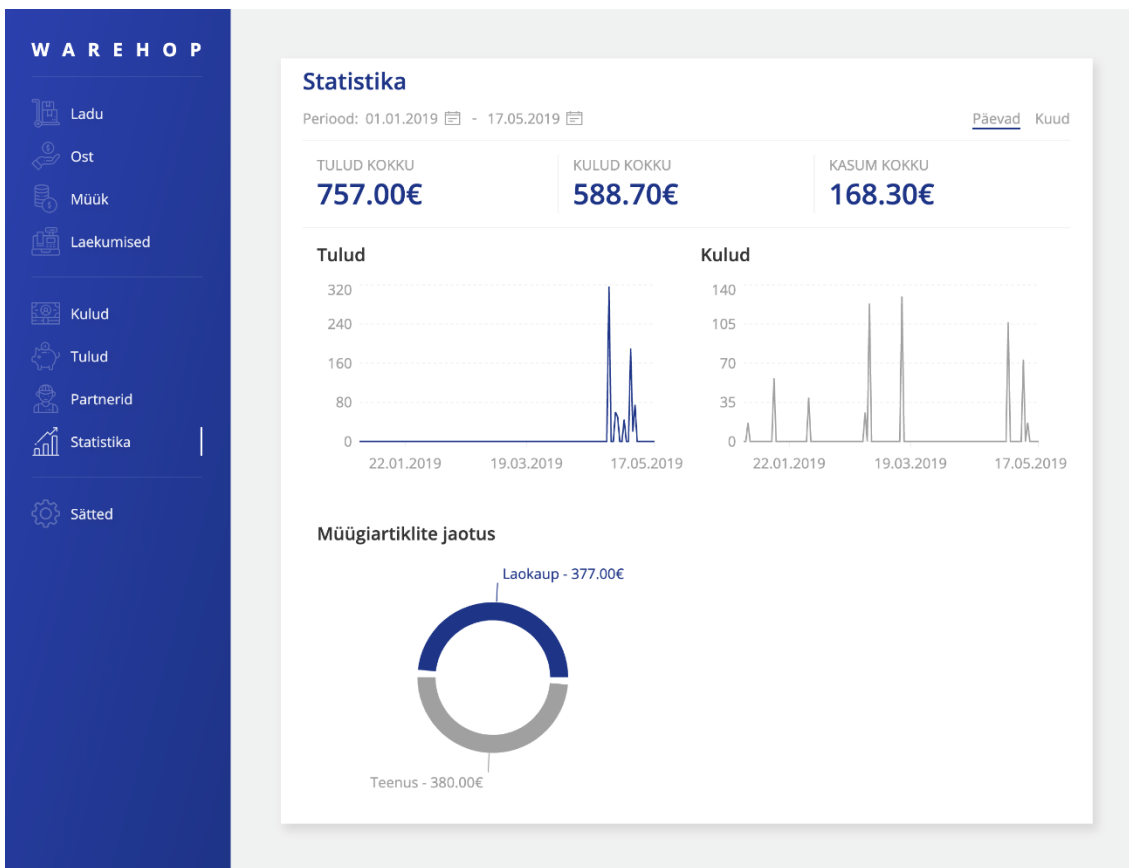 W A R E H O P
Ladu
Ost
Müük
Laekumised
Kulud
Tulud
Partnerid
Statistika
Sätted
Statistika
Periood: 01.01.2019 - 17.05.2019
Päevad Kuud
TULUD KOKKU
757.00€
KULUD KOKKU
588.70€
KASUM KOKKU
168.30€
Tulud
320
240
160
80
0
22.01.2019 19.03.2019 17.05.2019
Kulud
140
105
70
35
0
22.01.2019 19.03.2019 17.05.2019
Müügiartiklite jaotus
Laokaup - 377.00€
Teenus - 380.00€